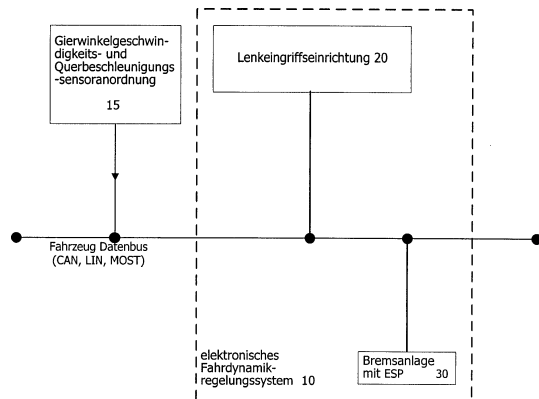 Gierwinkelgeschwin-
digkeits- und
Querbeschleunigungs
-sensoranordnung
15
Lenkeingriffseinrichtung 20
Fahrzeug Datenbus
(CAN, LIN, MOST)
elektronisches
Fahrdynamik-
regelungssystem 10
Bremsanlage
mit ESP 30